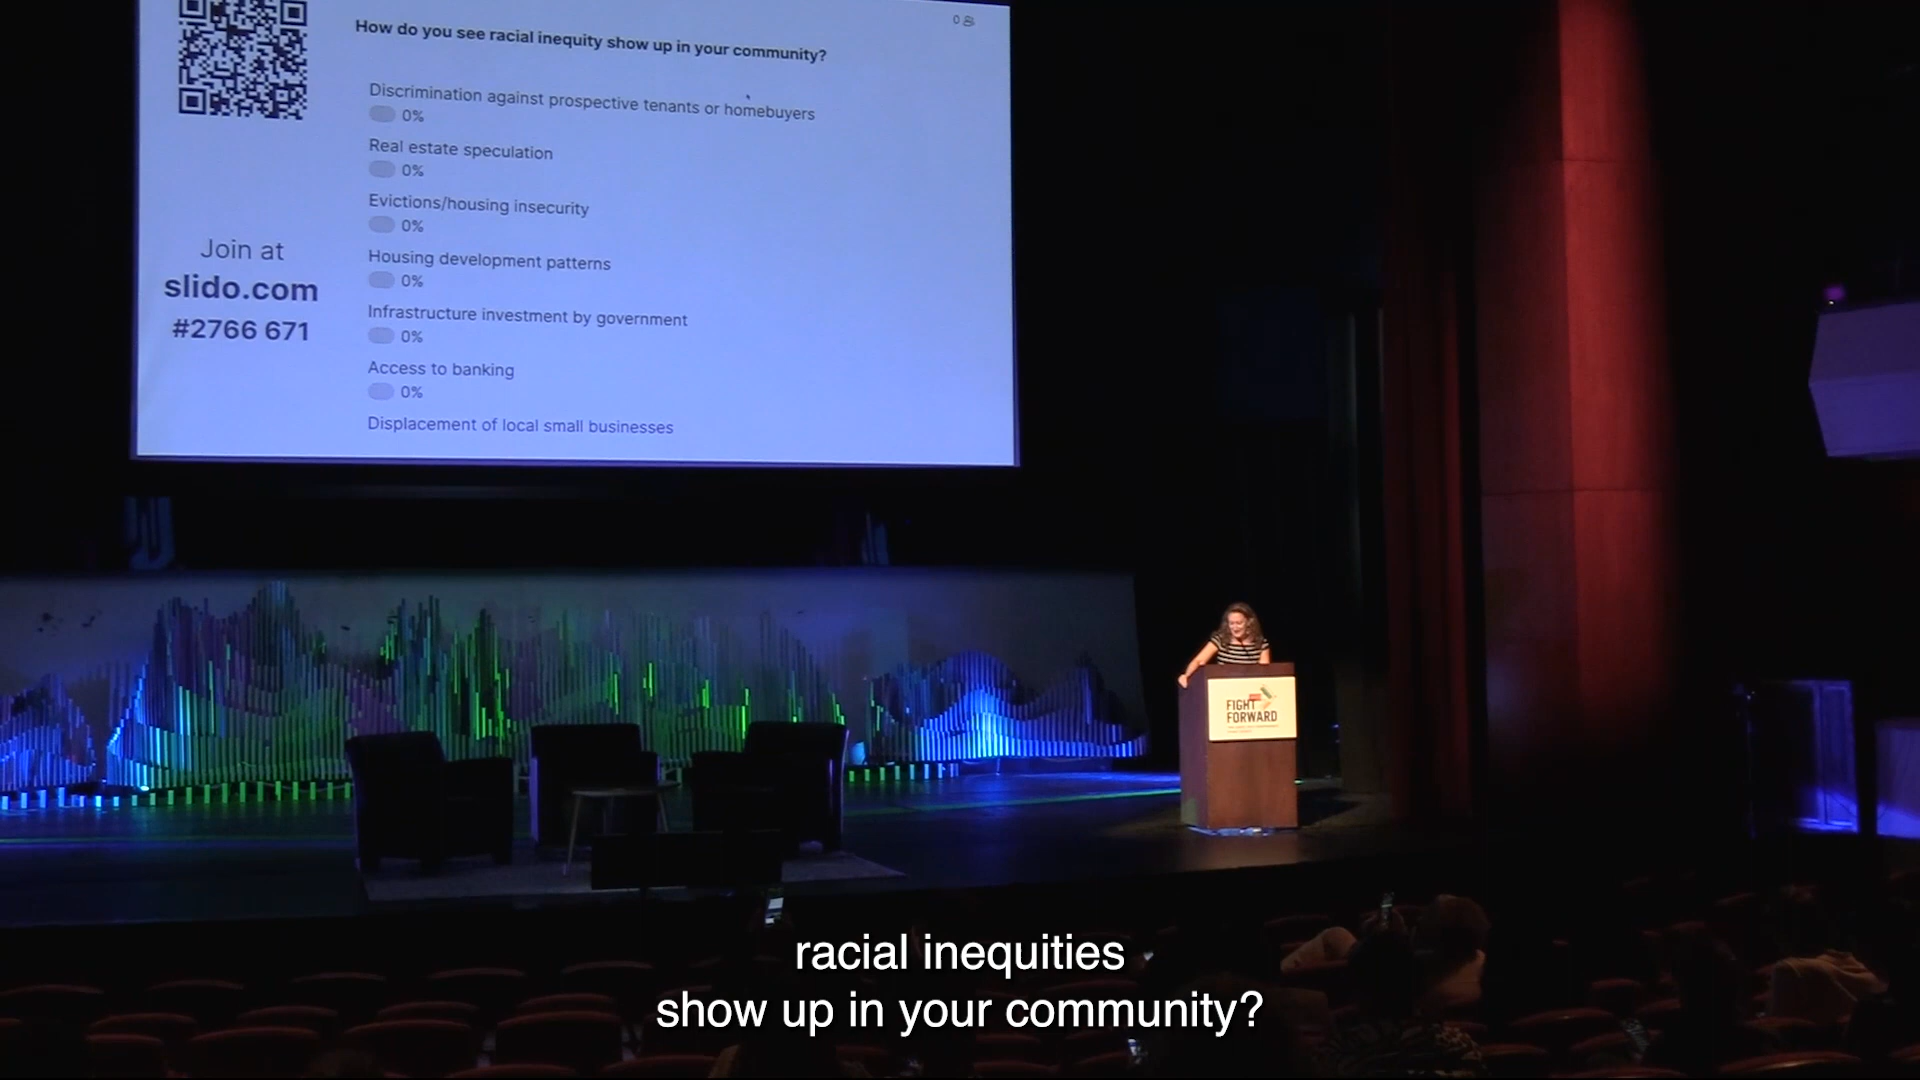 How do you see racial inequity show up in your community?
0
Discrimination against prospective tenants or homebuyers
0%
Real estate speculation
0%
Evictions/housing insecurity
0%
Housing development patterns
0%
Infrastructure investment by government
0%
Access to banking
0%
Displacement of local small businesses
Join at
slido.com
#2766 671
FIGHT
FORWARD
racial inequities
show up in your community?